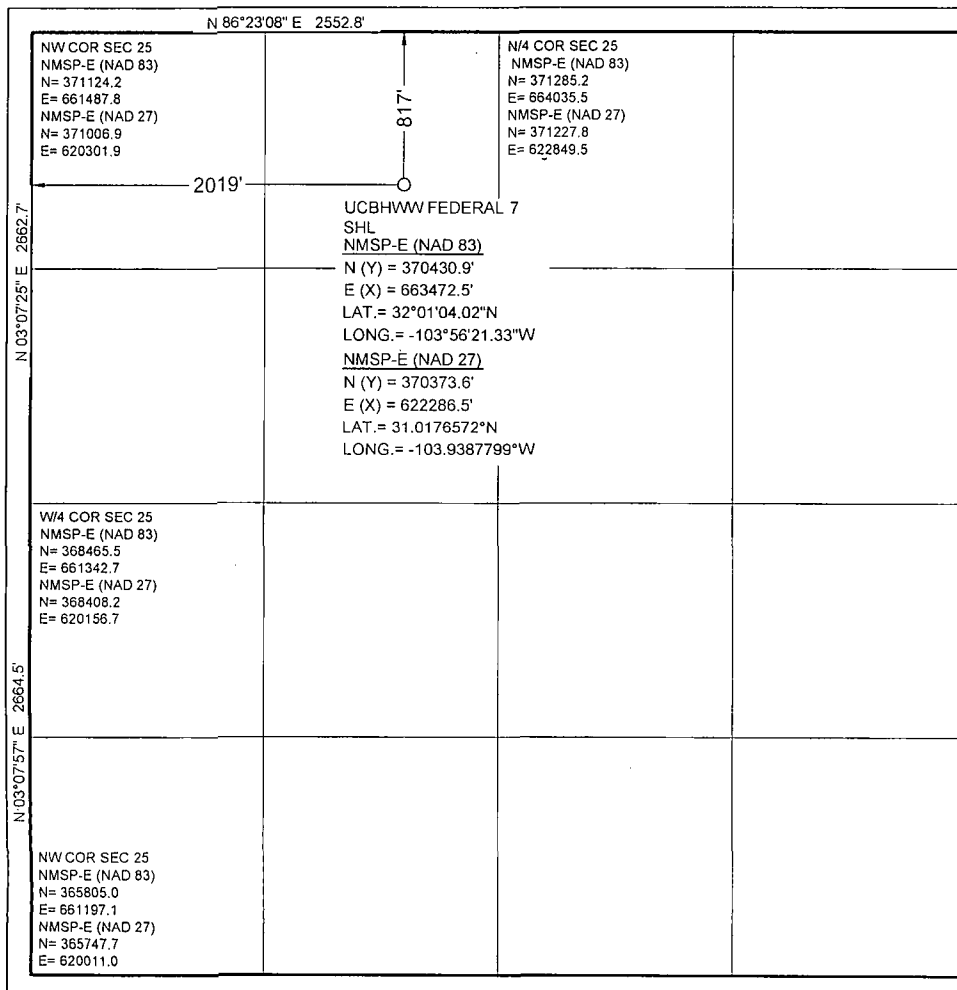 N 86°23'08" E 2552.8'
NW COR SEC 25
NMSP-E (NAD 83)
N= 371124.2
E= 661487.8
NMSP-E (NAD 27)
N= 371006.9
E= 620301.9
817'
N/4 COR SEC 25
NMSP-E (NAD 83)
N= 371285.2
E= 664035.5
NMSP-E (NAD 27)
N= 371227.8
E= 622849.5
2019'
UCBHWW FEDERAL 7
SHL
NMSP-E (NAD 83)
N (Y) = 370430.9'
E (X) = 663472.5'
LAT.= 32°01'04.02"N
LONG.= -103°56'21.33"W
NMSP-E (NAD 27)
N (Y) = 370373.6'
E (X) = 622286.5'
LAT.= 31.0176572°N
LONG.= -103.9387799°W
N 03°07'25" E 2662.7'
W/4 COR SEC 25
NMSP-E (NAD 83)
N= 368465.5
E= 661342.7
NMSP-E (NAD 27)
N= 368408.2
E= 620156.7
N 03°07'57" E 2664.5'
NW COR SEC 25
NMSP-E (NAD 83)
N= 365805.0
E= 661197.1
NMSP-E (NAD 27)
N= 365747.7
E= 620011.0